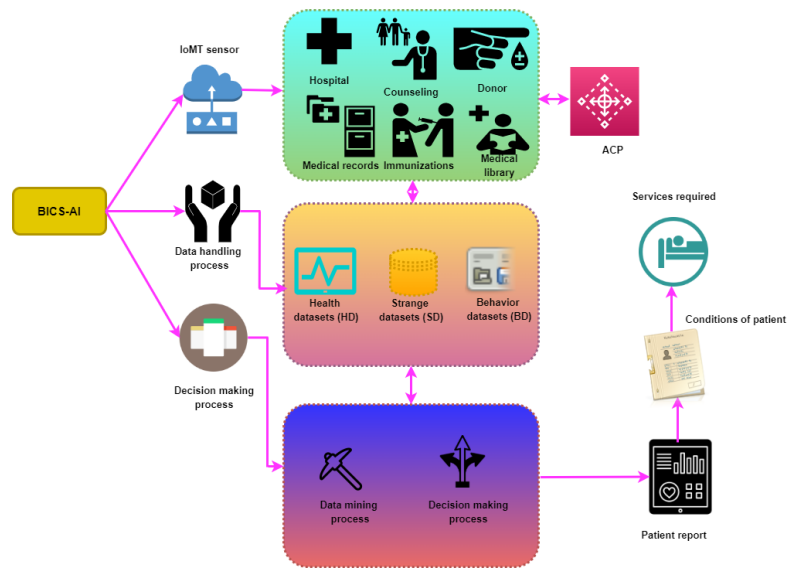 IoMT sensor
Hospital
Counseling
Donor
Medical records
Immunizations
Medical
library
ACP
BICS-AI
Data handling
process
Health
datasets (HD)
Strange
datasets (SD)
Behavior
datasets (BD)
Services required
Conditions of patient
Decision making
process
Data mining
process
Decision making
process
Patient report